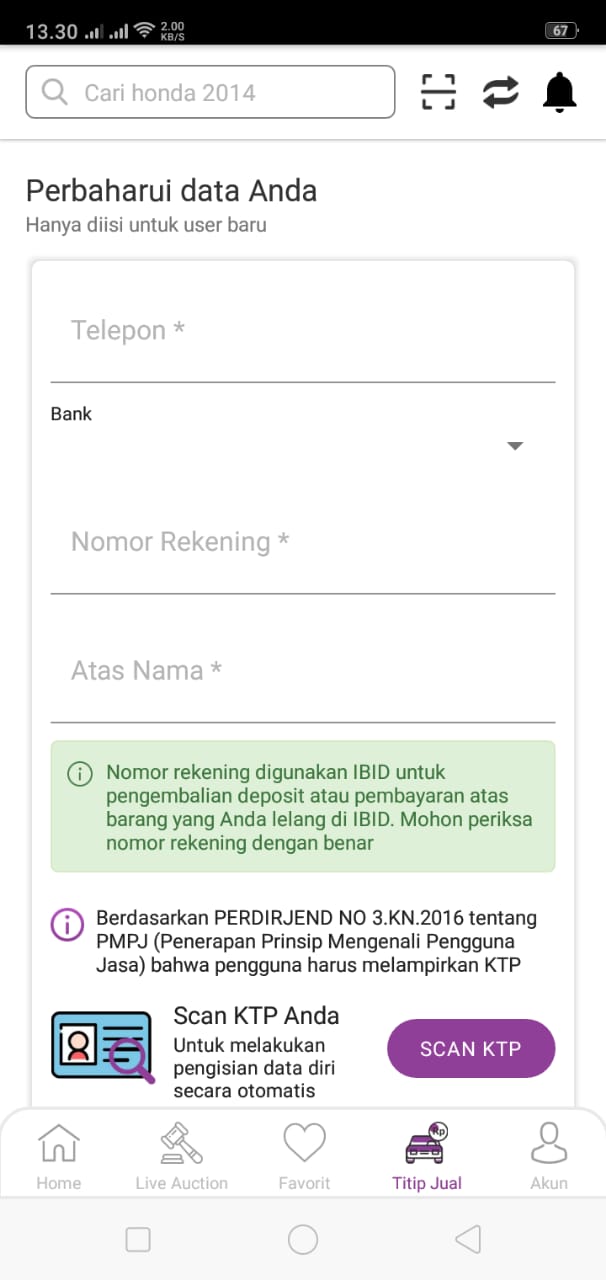 13.30
2.00
KB/S
67
Cari honda 2014
Perbaharui data Anda
Hanya diisi untuk user baru
Telepon *
Bank
Nomor Rekening *
Atas Nama *
Nomor rekening digunakan IBID untuk
pengembalian deposit atau pembayaran atas
barang yang Anda lelang di IBID. Mohon periksa
nomor rekening dengan benar
Berdasarkan PERDIRJEND NO 3.KN.2016 tentang
PMPJ (Penerapan Prinsip Mengenali Pengguna
Jasa) bahwa pengguna harus melampirkan KTP
Scan KTP Anda
Untuk melakukan
pengisian data diri
secara otomatis
SCAN KTP
Rp
Home
Live Auction
Favorit
Titip Jual
Akun